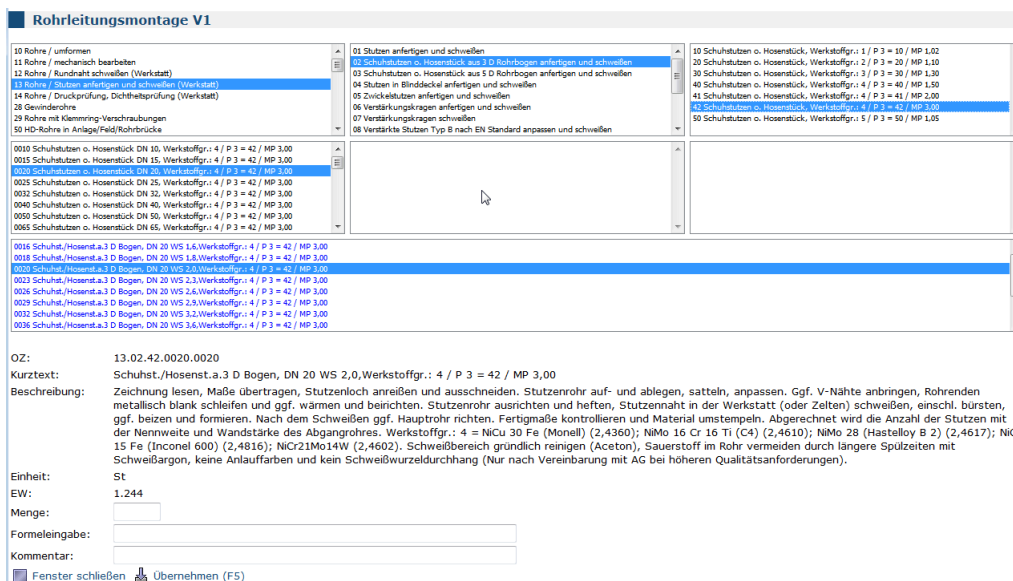 Rohrleitungsmontage V1
10 Rohre / umformen
11 Rohre / mechanisch bearbeiten
12 Rohre / Rundnaht schweißen (Werkstatt)
13 Rohre / Stutzen anfertigen und schweißen (Werkstatt)
14 Rohre / Druckprüfung, Dichtheitsprüfung (Werkstatt)
28 Gewinderohre
29 Rohre mit Klemmring-Verschraubungen
50 HD-Rohre in Anlage/Feld/Rohrbrücke
01 Stutzen anfertigen und schweißen
02 Schuhstutzen o. Hosenstück aus 3 D Rohrbogen anfertigen und schweißen
03 Schuhstutzen o. Hosenstück aus 5 D Rohrbogen anfertigen und schweißen
04 Stutzen in Blinddeckel anfertigen und schweißen
05 Zwickelstutzen anfertigen und schweißen
06 Verstärkungskragen anfertigen und schweißen
07 Verstärkungskragen schweißen
08 Verstärkte Stutzen Typ B nach EN Standard anpassen und schweißen
10 Schuhstutzen o. Hosenstück, Werkstoffgr.: 1 / P 3 = 10 / MP 1,02
20 Schuhstutzen o. Hosenstück, Werkstoffgr.: 2 / P 3 = 20 / MP 1,10
30 Schuhstutzen o. Hosenstück, Werkstoffgr.: 3 / P 3 = 30 / MP 1,30
40 Schuhstutzen o. Hosenstück, Werkstoffgr.: 4 / P 3 = 40 / MP 1,50
41 Schuhstutzen o. Hosenstück, Werkstoffgr.: 4 / P 3 = 41 / MP 2,00
42 Schuhstutzen o. Hosenstück, Werkstoffgr.: 4 / P 3 = 42 / MP 3,00
50 Schuhstutzen o. Hosenstück, Werkstoffgr.: 5 / P 3 = 50 / MP 1,05
0010 Schuhstutzen o. Hosenstück DN 10, Werkstoffgr.: 4 / P 3 = 42 / MP 3,00
0015 Schuhstutzen o. Hosenstück DN 15, Werkstoffgr.: 4 / P 3 = 42 / MP 3,00
0020 Schuhstutzen o. Hosenstück DN 20, Werkstoffgr.: 4 / P 3 = 42 / MP 3,00
0025 Schuhstutzen o. Hosenstück DN 25, Werkstoffgr.: 4 / P 3 = 42 / MP 3,00
0032 Schuhstutzen o. Hosenstück DN 32, Werkstoffgr.: 4 / P 3 = 42 / MP 3,00
0040 Schuhstutzen o. Hosenstück DN 40, Werkstoffgr.: 4 / P 3 = 42 / MP 3,00
0050 Schuhstutzen o. Hosenstück DN 50, Werkstoffgr.: 4 / P 3 = 42 / MP 3,00
0065 Schuhstutzen o. Hosenstück DN 65, Werkstoffgr.: 4 / P 3 = 42 / MP 3,00
0016 Schuhst./Hosenst.a.3 D Bogen, DN 20 WS 1,6,Werkstoffgr.: 4 / P 3 = 42 / MP 3,00
0018 Schuhst./Hosenst.a.3 D Bogen, DN 20 WS 1,8,Werkstoffgr.: 4 / P 3 = 42 / MP 3,00
0020 Schuhst./Hosenst.a.3 D Bogen, DN 20 WS 2,0,Werkstoffgr.: 4 / P 3 = 42 / MP 3,00
0023 Schuhst./Hosenst.a.3 D Bogen, DN 20 WS 2,3,Werkstoffgr.: 4 / P 3 = 42 / MP 3,00
0026 Schuhst./Hosenst.a.3 D Bogen, DN 20 WS 2,6,Werkstoffgr.: 4 / P 3 = 42 / MP 3,00
0029 Schuhst./Hosenst.a.3 D Bogen, DN 20 WS 2,9,Werkstoffgr.: 4 / P 3 = 42 / MP 3,00
0032 Schuhst./Hosenst.a.3 D Bogen, DN 20 WS 3,2,Werkstoffgr.: 4 / P 3 = 42 / MP 3,00
0036 Schuhst./Hosenst.a.3 D Bogen, DN 20 WS 3,6,Werkstoffgr.: 4 / P 3 = 42 / MP 3,00
OZ: 13.02.42.0020.0020
Kurztext: Schuhst./Hosenst.a.3 D Bogen, DN 20 WS 2,0,Werkstoffgr.: 4 / P 3 = 42 / MP 3,00
Beschreibung: Zeichnung lesen, Maße übertragen, Stutzenloch anreißen und ausschneiden. Stutzenrohr auf- und ablegen, satteln, anpassen. Ggf. V-Nähte anbringen, Rohrenden
metallisch blank schleifen und ggf. wärmen und beirichten. Stutzenrohr ausrichten und heften, Stutzennaht in der Werkstatt (oder Zelten) schweißen, einschl. bürsten,
ggf. beizen und formieren. Nach dem Schweißen ggf. Hauptrohr richten. Fertigmaße kontrollieren und Material umstempeln. Abgerechnet wird die Anzahl der Stutzen mit
der Nennweite und Wandstärke des Abgangrohres. Werkstoffgr.: 4 = NiCu 30 Fe (Monell) (2,4360); NiMo 16 Cr 16 Ti (C4) (2,4610); NiMo 28 (Hastelloy B 2) (2,4617); NiC
15 Fe (Inconel 600) (2,4816); NiCr21Mo14W (2,4602). Schweißbereich gründlich reinigen (Aceton), Sauerstoff im Rohr vermeiden durch längere Spülzeiten mit
Schweißargon, keine Anlauffarben und kein Schweißwurzeldurchhang (Nur nach Vereinbarung mit AG bei höheren Qualitätsanforderungen).
Einheit: St
EW: 1.244
Menge:
Formeleingabe:
Kommentar:
Fenster schließen Übernehmen (F5)